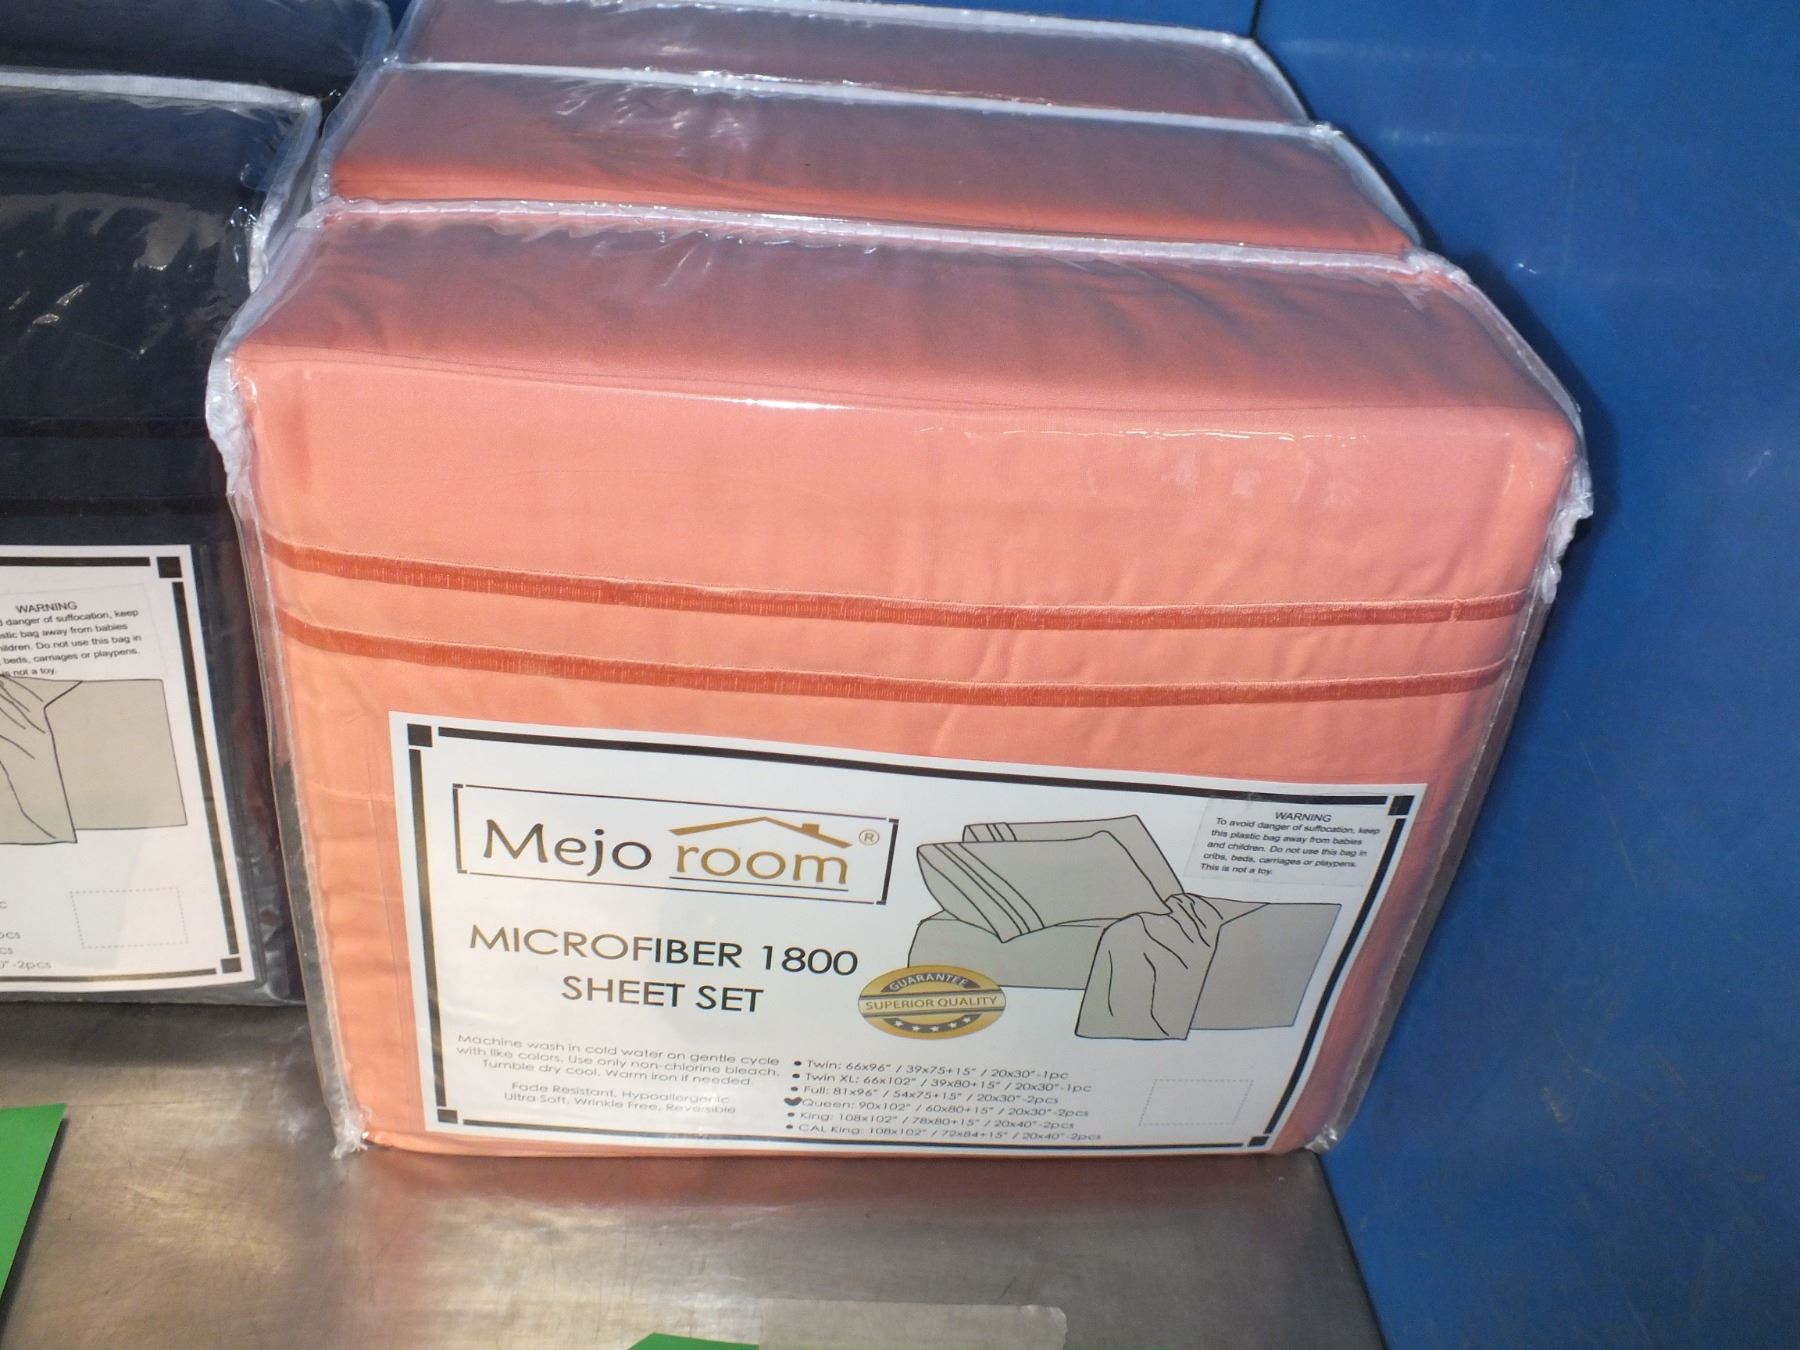 WARNING
danger of suffocation, keep
stic bag away from babies
ildren. Do not use this bag in
beds, carriages or playpens.
is not a toy.
pcs
cs
-2pcs
Mejo room®
MICROFIBER 1800
SHEET SET
GUARANTEE
SUPERIOR QUALITY
WARNING
To avoid danger of suffocation, keep
this plastic bag away from babies
and children. Do not use this bag in
cribs, beds, carriages or playpens.
This is not a toy.
Machine wash in cold water on gentle cycle
with like colors. Use only non-chlorine bleach.
Tumble dry cool. Warm iron if needed.
Fade Resistant, Hypoallergenic
Ultra Soft, Wrinkle Free, Reversible
• Twin: 66x96" / 39x75+15" / 20x30"-1pc
• Twin XL: 66x102" / 39x80+15" / 20x30"-1pc
• Full: 81x96" / 54x75+15" / 20x30"-2pcs
• Queen: 90x102" / 60x80+15" / 20x30"-2pcs
• King: 108x102" / 78x80+15" / 20x40"-2pcs
• CAL King: 108x102" / 72x84+15" / 20x40"-2pcs